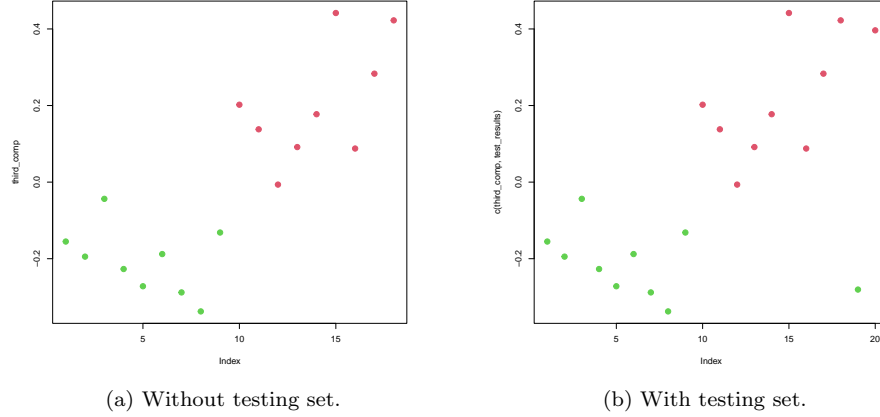 third_comp
0.4
0.2
0.0
−0.2
5
10
15
Index
(a) Without testing set.
c(third_comp, test_results)
0.4
0.2
0.0
−0.2
5
10
15
20
Index
(b) With testing set.